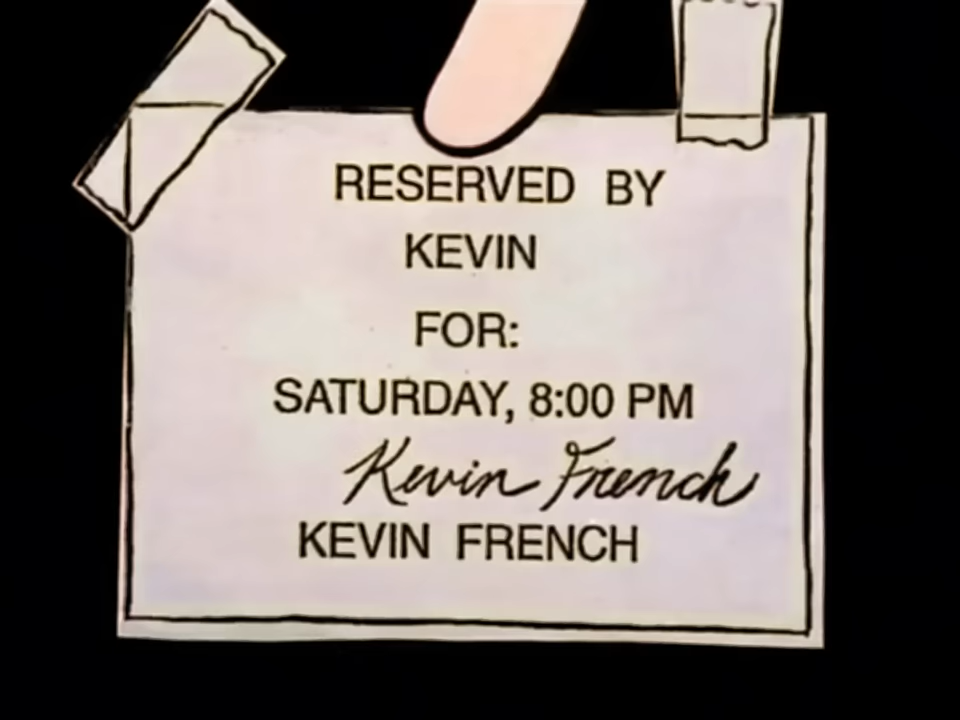 RESERVED BY
KEVIN
FOR:
SATURDAY, 8:00 PM
Kevin French
KEVIN FRENCH